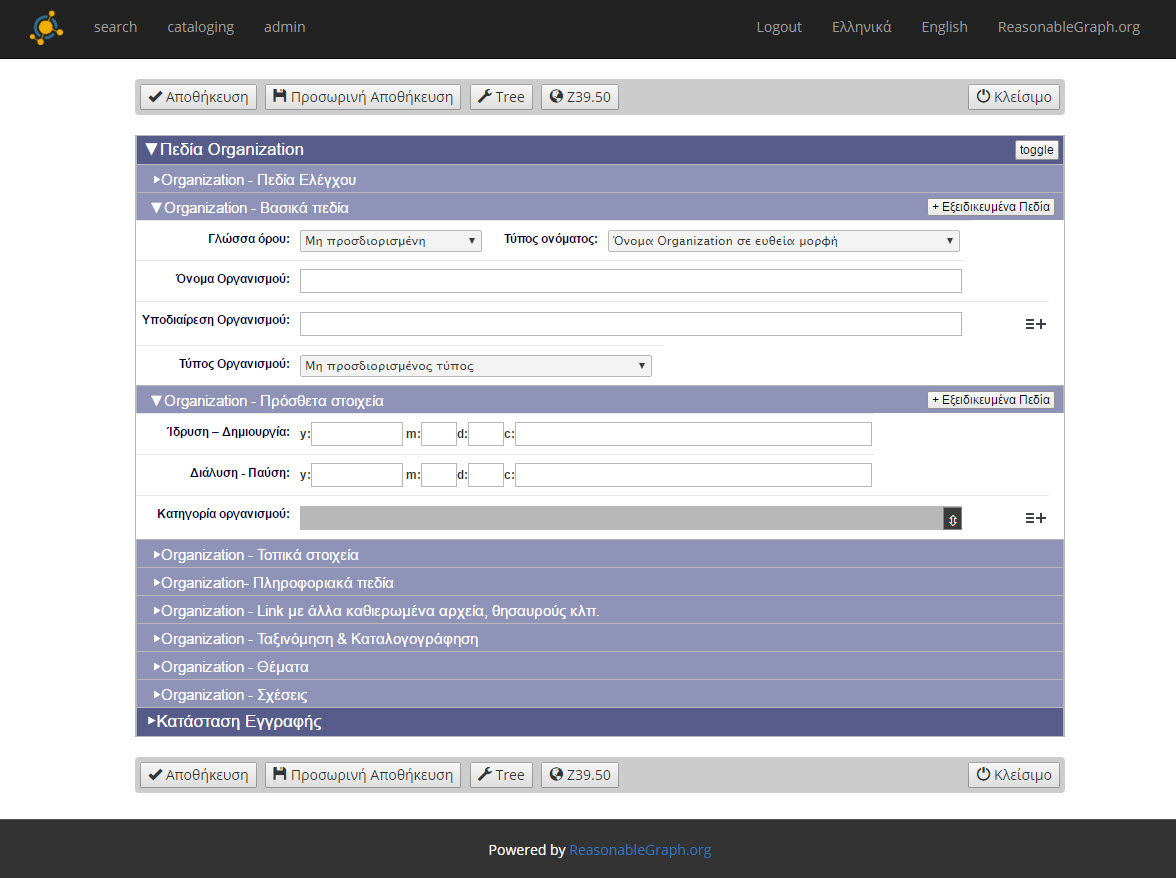 search cataloging admin Logout Ελληνικά English ReasonableGraph.org
Αποθήκευση Προσωρινή Αποθήκευση Tree Z39.50 Κλείσιμο
▼Πεδία Organization toggle
Organization - Πεδία Ελέγχου
▼Organization - Βασικά πεδία + Εξειδικευμένα Πεδία
Γλώσσα όρου: Μη προσδιορισμένη Τύπος ονόματος: Όνομα Organization σε ευθεία μορφή
Όνομα Οργανισμού:
Υποδιαίρεση Οργανισμού:
Τύπος Οργανισμού: Μη προσδιορισμένος τύπος
▼Organization - Πρόσθετα στοιχεία + Εξειδικευμένα Πεδία
Ίδρυση – Δημιουργία: y: m: d: c:
Διάλυση - Παύση: y: m: d: c:
Κατηγορία οργανισμού:
Organization - Τοπικά στοιχεία
Organization- Πληροφοριακά πεδία
Organization - Link με άλλα καθιερωμένα αρχεία, θησαυρούς κλπ.
Organization - Ταξινόμηση & Καταλογογράφηση
Organization - Θέματα
Organization - Σχέσεις
Κατάσταση Εγγραφής
Αποθήκευση Προσωρινή Αποθήκευση Tree Z39.50 Κλείσιμο
Powered by ReasonableGraph.org